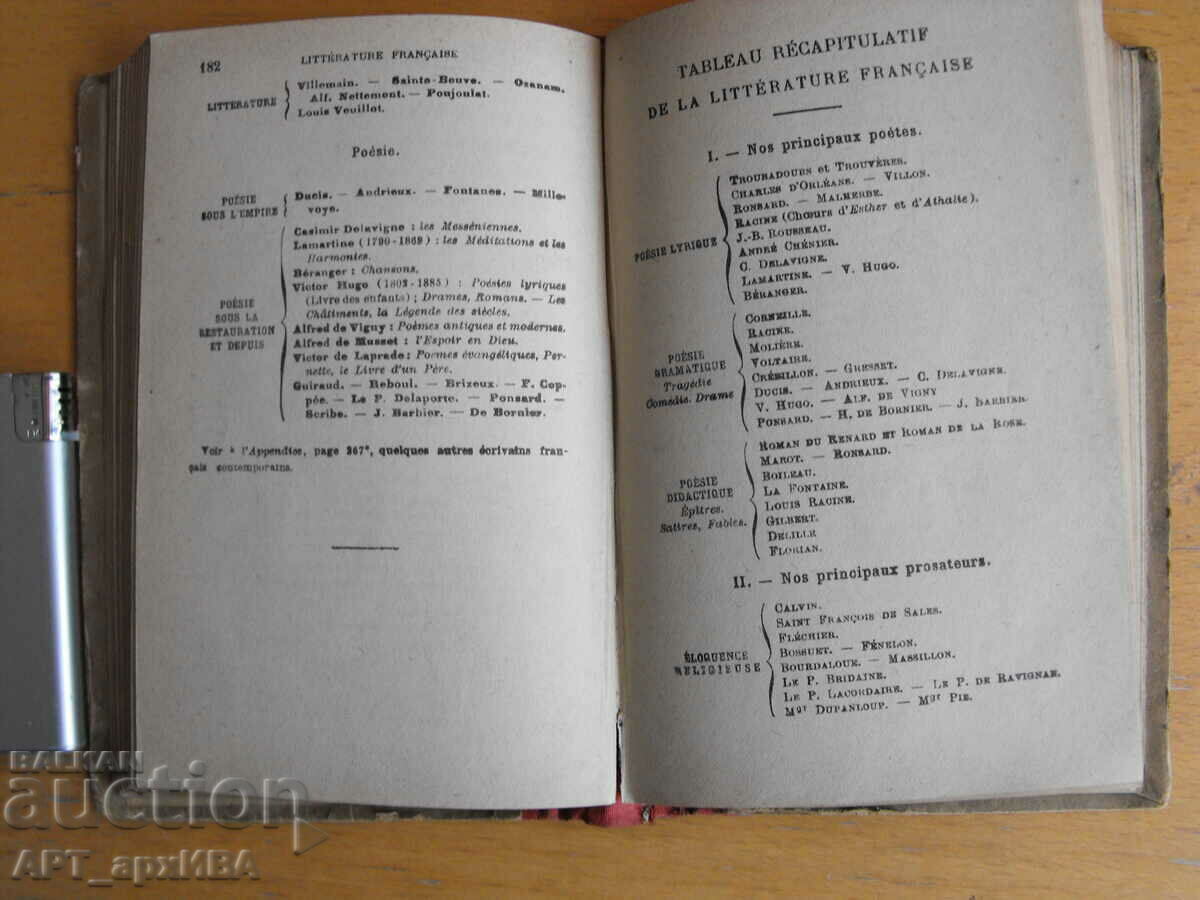 182 LITTÉRATURE FRANÇAISE
LITTÉRATURE
Villemain. — Sainte-Beuve. — Ozanam.
Alf. Nettement. — Poujoulat.
Louis Veuillot.
Poésie.
POÉSIE
SOUS L'EMPIRE
Ducis. — Andrieux. — Fontanes. — Mille-
voye.
POÉSIE
SOUS LA
RESTAURATION
ET DEPUIS
Casimir Delavigne : les Messéniennes.
Lamartine (1790-1869) : les Méditations et les
Harmonies.
Béranger : Chansons.
Victor Hugo (1802-1885) : Poésies lyriques
(Livre des enfants) ; Drames, Romans. — Les
Châtiments, la Légende des siècles.
Alfred de Vigny : Poèmes antiques et modernes.
Alfred de Musset : l'Espoir en Dieu.
Victor de Laprade : Poèmes évangéliques, Per-
nette, le Livre d'un Père.
Guiraud. — Reboul. — Brizeux. — F. Cop-
pée. — Le P. Delaporte. — Ponsard. —
Scribe. — J. Barbier. — De Bornier.
Voir à l'Appendice, page 267*, quelques autres écrivains fran-
çais contemporains.
TABLEAU RÉCAPITULATIF
DE LA LITTÉRATURE FRANÇAISE
I. — Nos principaux poètes.
POÉSIE LYRIQUE
TROUBADOURS et TROUVÈRES.
CHARLES D'ORLÉANS. — VILLON.
RONSARD. — MALHERBE.
RACINE (Chœurs d'Esther et d'Athalie).
J.-B. ROUSSEAU.
ANDRÉ CHÉNIER.
C. DELAVIGNE.
LAMARTINE. — V. HUGO.
BÉRANGER.
POÉSIE
DRAMATIQUE
Tragédie
Comédie. Drame
CORNEILLE.
RACINE.
MOLIÈRE.
VOLTAIRE.
CRÉBILLON. — GRESSET.
DUCIS. — ANDRIEUX. — C. DELAVIGNE.
V. HUGO. — ALF. DE VIGNY
PONSARD. — H. DE BORNIER. — J. BARBIER.
POÉSIE
DIDACTIQUE
Épîtres.
Satires, Fables.
ROMAN DU RENARD ET ROMAN DE LA ROSE.
MAROT. — RONSARD.
BOILEAU.
LA FONTAINE.
LOUIS RACINE.
GILBERT.
DELILLE
FLORIAN.
II. — Nos principaux prosateurs.
ÉLOQUENCE
RELIGIEUSE
CALVIN.
SAINT FRANÇOIS DE SALES.
FLÉCHIER.
BOSSUET. — FÉNELON.
BOURDALOUE. — MASSILLON.
LE P. BRIDAINE.
LE P. LACORDAIRE. — LE P. DE RAVIGNAN.
Mgr DUPANLOUP. — Mgr PIE.
BALKAN
auction
АРТ_архИВА